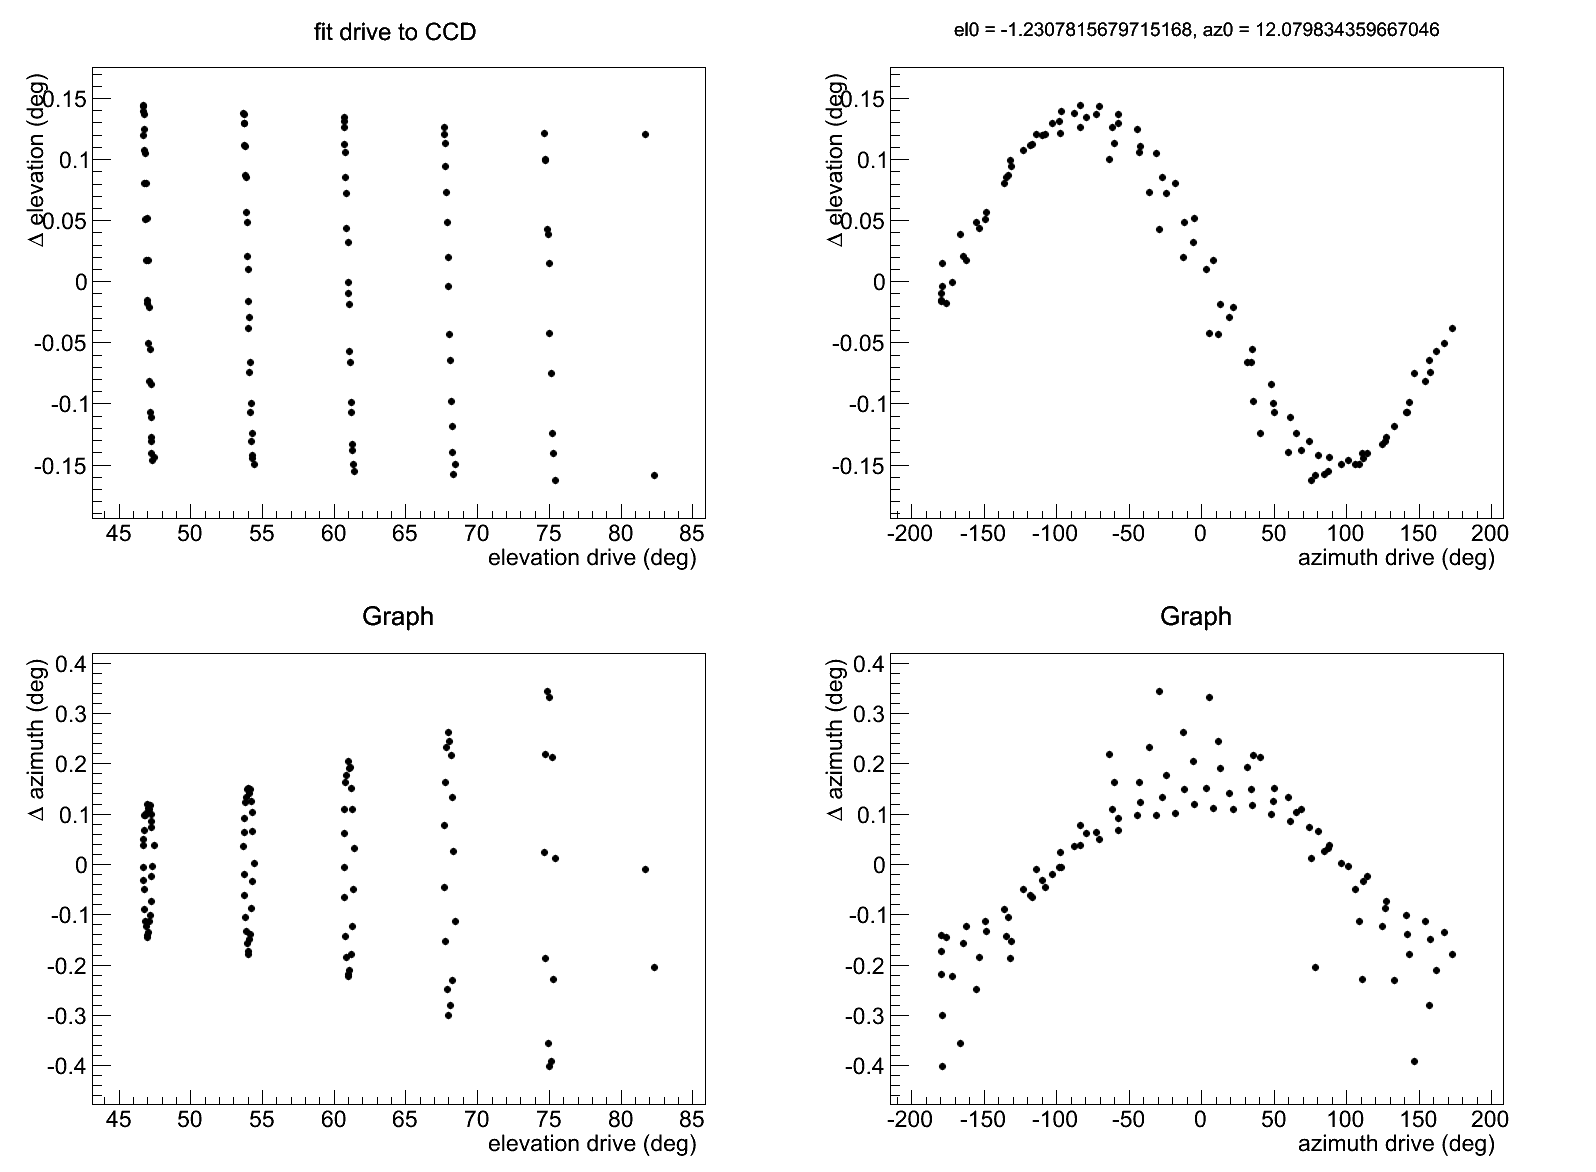 fit drive to CCD
Δ elevation (deg)
0.15
0.1
0.05
0
-0.05
-0.1
-0.15
45 50 55 60 65 70 75 80 85
elevation drive (deg)
el0 = -1.2307815679715168, az0 = 12.079834359667046
Δ elevation (deg)
0.15
0.1
0.05
0
-0.05
-0.1
-0.15
-200 -150 -100 -50 0 50 100 150 200
azimuth drive (deg)
Graph
Δ azimuth (deg)
0.4
0.3
0.2
0.1
0
-0.1
-0.2
-0.3
-0.4
45 50 55 60 65 70 75 80 85
elevation drive (deg)
Graph
Δ azimuth (deg)
0.4
0.3
0.2
0.1
0
-0.1
-0.2
-0.3
-0.4
-200 -150 -100 -50 0 50 100 150 200
azimuth drive (deg)